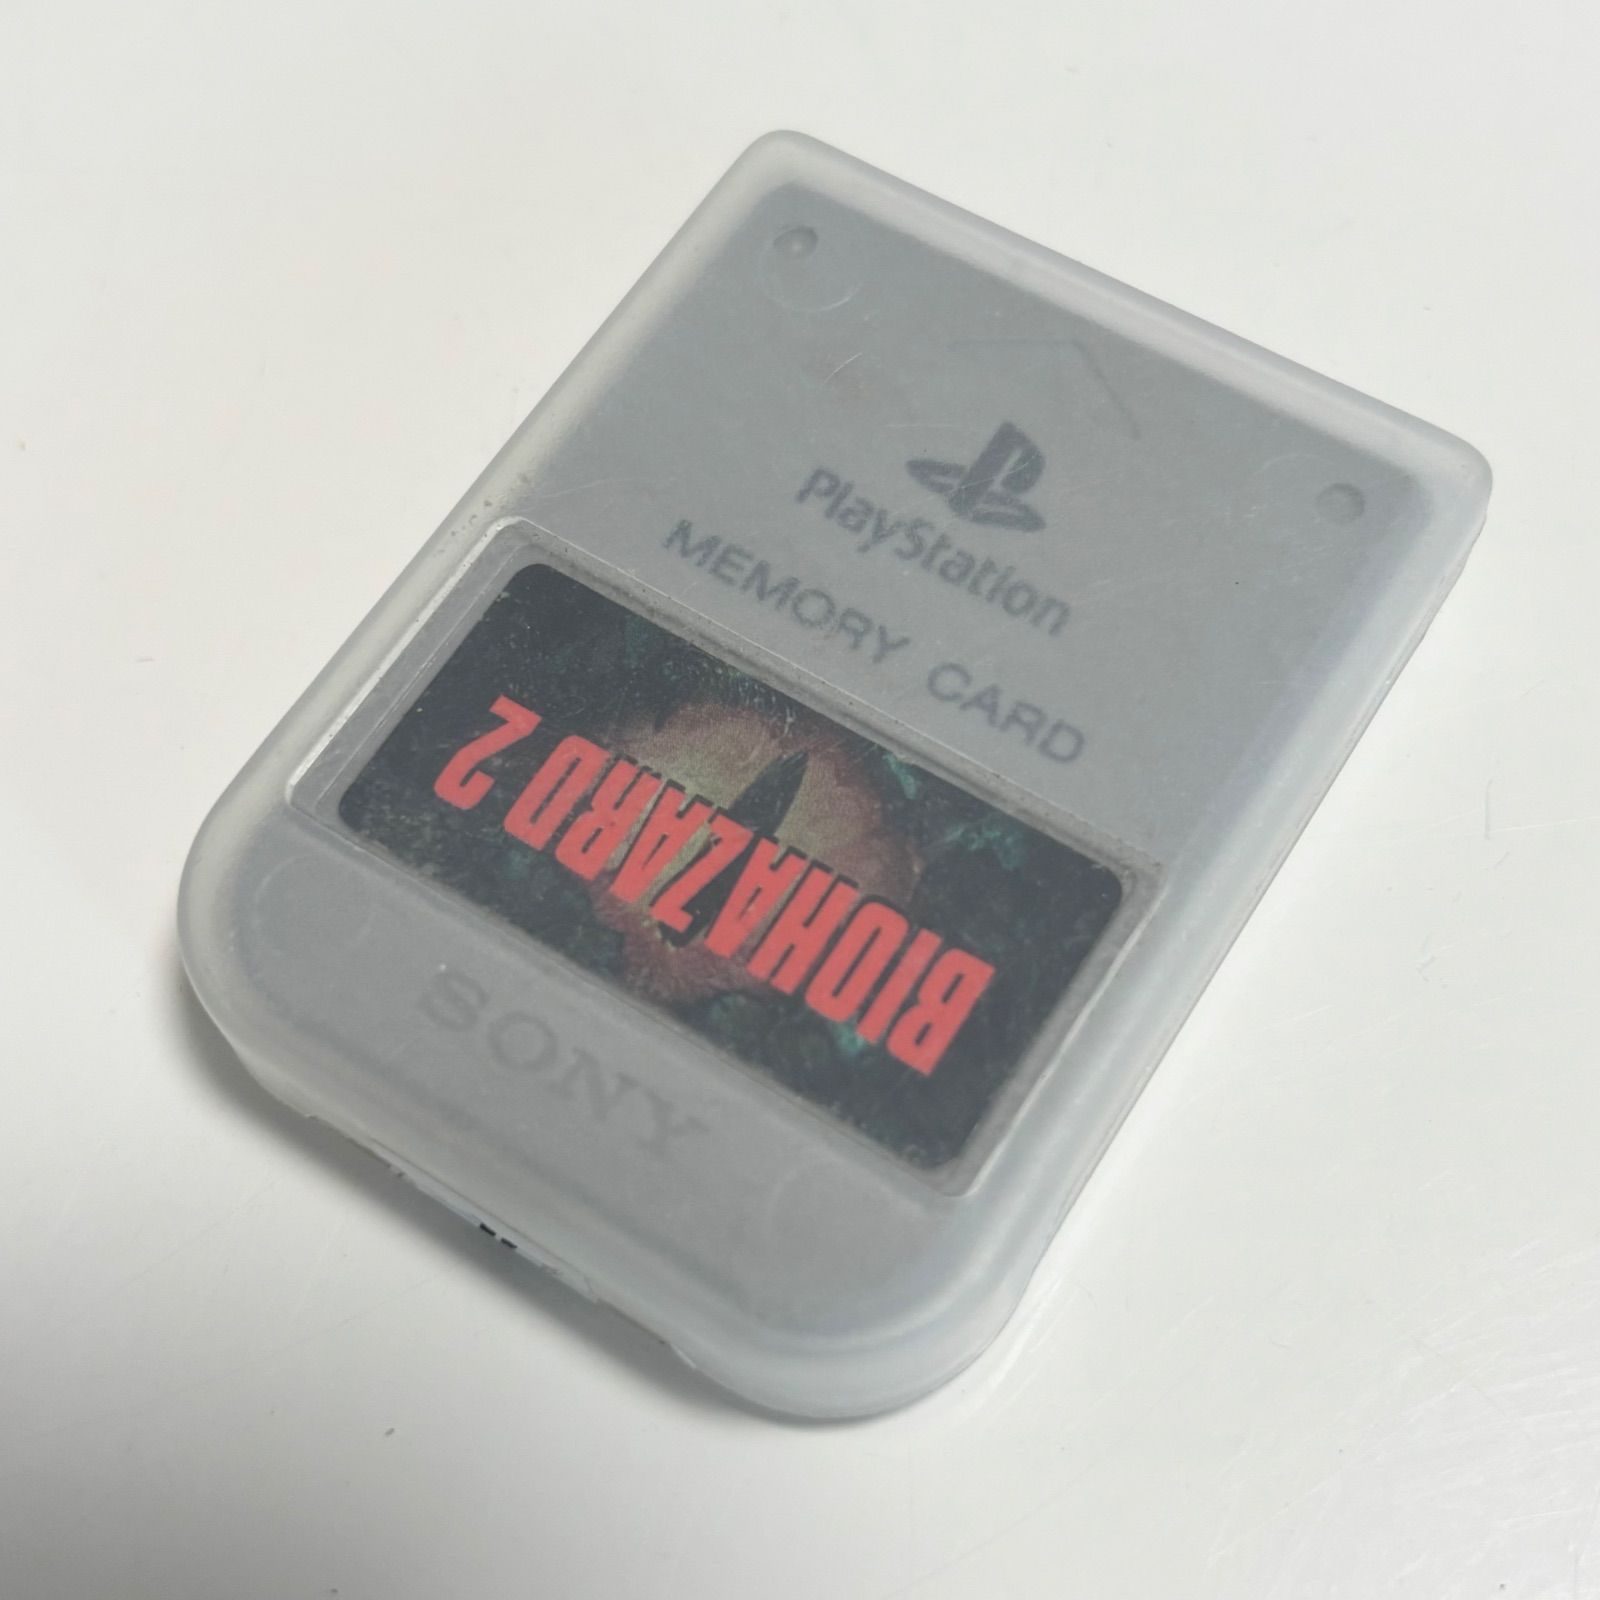 PlayStation
MEMORY CARD
BIOHAZARD 2
SONY